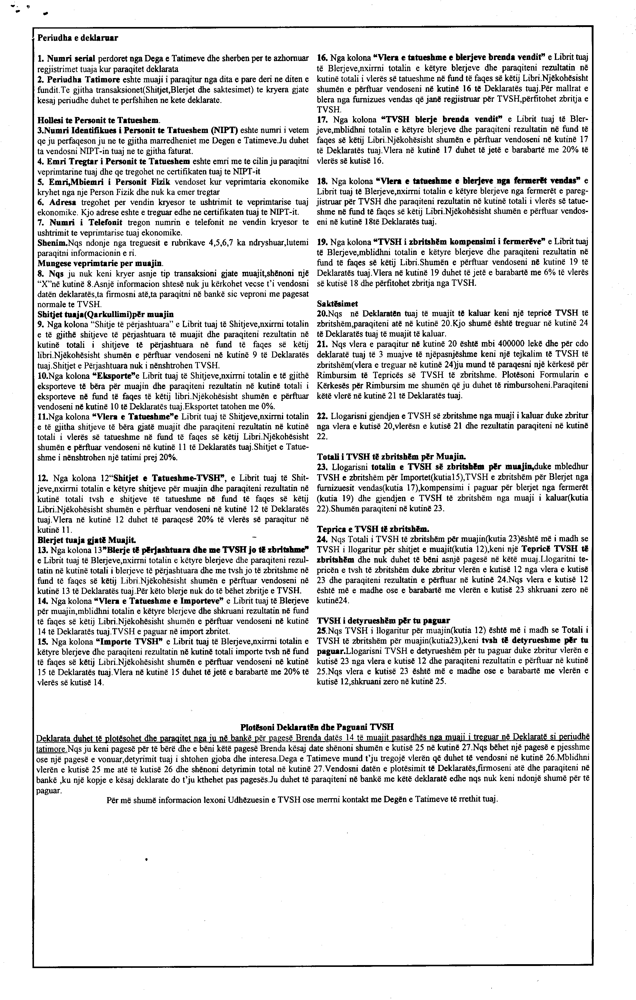 Periudha e deklaruar
1. Numri serial perdoret nga Dega e Tatimeve dhe sherben per te azhornuar
regjistrimet tuaja kur paraqitet deklarata
2. Periudha Tatimore eshte muaji i paraqitur nga dita e pare deri ne diten e
fundit.Te gjitha transaksionet(Shitjet,Blerjet dhe saktesimet) te kryera gjate
kesaj periudhe duhet te perfshihen ne kete deklarate.
Hollesi te Personit te Tatueshem.
3.Numri Identifikues i Personit te Tatueshem (NIPT) eshte numri i vetem
qe ju perfaqeson ju ne te gjitha marredheniet me Degen e Tatimeve.Ju duhet
ta vendosni NIPT-in tuaj ne te gjitha faturat.
4. Emri Tregtar i Personit te Tatueshem eshte emri me te cilin ju paraqitni
veprimtarine tuaj dhe qe tregohet ne certifikaten tuaj te NIPT-it
5. Emri,Mbiemri i Personit Fizik vendoset kur veprimtaria ekonomike
kryhet nga nje Person Fizik dhe nuk ka emer tregtar
6. Adresa tregohet per vendin kryesor te ushtrimit te veprimtarise tuaj
ekonomike. Kjo adrese eshte e treguar edhe ne certifikaten tuaj te NIPT-it.
7. Numri i Telefonit tregon numrin e telefonit ne vendin kryesor te
ushtrimit te veprimtarise tuaj ekonomike.
Shenim.Nqs ndonje nga treguesit e rubrikave 4,5,6,7 ka ndryshuar,lutemi
paraqitni informacionin e ri.
Mungese veprimtarie per muajin.
8. Nqs ju nuk keni kryer asnje tip transaksioni gjate muajit,shënoni një
“X”në kutinë 8.Asnjë informacion shtesë nuk ju kërkohet vecse t’i vendosni
datën deklaratës,ta firmosni atë,ta paraqitni në bankë sic veproni me pagesat
normale te TVSH.
Shitjet tuaja(Qarkullimi)për muajin
9. Nga kolona “Shitje të përjashtuara” e Librit tuaj të Shitjeve,nxirrni totalin
e të gjithë shitjeve të përjashtuara të muajit dhe paraqiteni rezultatin në
kutinë totali i shitjeve të përjashtuara në fund të faqes së këtij
libri.Njëkohësisht shumën e përftuar vendoseni në kutinë 9 të Deklaratës
tuaj.Shitjet e Përjashtuara nuk i nënshtrohen TVSH.
10.Nga kolona “Eksporte”e Librit tuaj të Shitjeve,nxirrni totalin e të gjithë
eksporteve të bëra për muajin dhe paraqiteni rezultatin në kutinë totali i
eksporteve në fund të faqes të këtij libri.Njëkohësisht shumën e përftuar
vendoseni në kutinë 10 të Deklaratës tuaj.Eksportet tatohen me 0%.
11.Nga kolona “Vlera e Tatueshme”e Librit tuaj të Shitjeve,nxirrni totalin
e të gjitha shitjeve të bëra gjatë muajit dhe paraqiteni rezultatin në kutinë
totali i vlerës së tatueshme në fund të faqes së këtij Libri.Njëkohësisht
shumën e përftuar vendoseni në kutinë 11 të Deklaratës tuaj.Shitjet e Tatue-
shme i nënshtrohen një tatimi prej 20%.
12. Nga kolona 12“Shitjet e Tatueshme-TVSH”, e Librit tuaj të Shit-
jeve,nxirrni totalin e këtyre shitjeve për muajin dhe paraqiteni rezultatin në
kutinë totali tvsh e shitjeve të tatueshme në fund të faqes së këtij
Libri.Njëkohësisht shumën e përftuar vendoseni në kutinë 12 të Deklaratës
tuaj.Vlera në kutinë 12 duhet të paraqesë 20% të vlerës së paraqitur në
kutinë 11.
Blerjet tuaja gjatë Muajit.
13. Nga kolona 13”Blerje të përjashtuara dhe me TVSH jo të zbritshme”
e Librit tuaj të Blerjeve,nxirrni totalin e këtyre blerjeve dhe paraqiteni rezul-
tatin në kutinë totali i blerjeve të përjashtuara dhe me tvsh jo të zbritshme në
fund të faqes së këtij Libri.Njëkohësisht shumën e përftuar vendoseni në
kutinë 13 të Deklaratës tuaj.Për këto blerje nuk do të bëhet zbritje e TVSH.
14. Nga kolona “Vlera e Tatueshme e Importeve” e Librit tuaj të Blerjeve
për muajin,mblidhni totalin e këtyre blerjeve dhe shkruani rezultatin në fund
të faqes së këtij Libri.Njëkohësisht shumën e përftuar vendoseni në kutinë
14 të Deklaratës tuaj.TVSH e paguar në import zbritet.
15. Nga kolona “Importe TVSH” e Librit tuaj të Blerjeve,nxirrni totalin e
këtyre blerjeve dhe paraqiteni rezultatin në kutinë totali importe tvsh në fund
të faqes së këtij Libri.Njëkohësisht shumën e përftuar vendoseni në kutinë
15 të Deklaratës tuaj.Vlera në kutinë 15 duhet të jetë e barabartë me 20% të
vlerës së kutisë 14.
16. Nga kolona “Vlera e tatueshme e blerjeve brenda vendit” e Librit tuaj
të Blerjeve,nxirrni totalin e këtyre blerjeve dhe paraqiteni rezultatin në
kutinë totali i vlerës së tatueshme në fund të faqes së këtij Libri.Njëkohësisht
shumën e përftuar vendoseni në kutinë 16 të Deklaratës tuaj.Për mallrat e
blera nga furnizues vendas që janë regjistruar për TVSH,përfitohet zbritja e
TVSH.
17. Nga kolona “TVSH blerje brenda vendit” e Librit tuaj të Bler-
jeve,mblidhni totalin e këtyre blerjeve dhe paraqiteni rezultatin në fund të
faqes së këtij Libri.Njëkohësisht shumën e përftuar vendoseni në kutinë 17
të Deklaratës tuaj.Vlera në kutinë 17 duhet të jetë e barabartë me 20% të
vlerës së kutisë 16.
18. Nga kolona “Vlera e tatueshme e blerjeve nga fermerët vendas” e
Librit tuaj të Blerjeve,nxirrni totalin e këtyre blerjeve nga fermerët e pareg-
jistruar për TVSH dhe paraqiteni rezultatin në kutinë totali i vlerës së tatue-
shme në fund të faqes së këtij Libri.Njëkohësisht shumën e përftuar vendos-
eni në kutinë 18të Deklaratës tuaj.
19. Nga kolona “TVSH i zbritshëm kompensimi i fermerëve” e Librit tuaj
të Blerjeve,mblidhni totalin e këtyre blerjeve dhe paraqiteni rezultatin në
fund të faqes së këtij Libri.Shumën e përftuar vendoseni në kutinë 19 të
Deklaratës tuaj.Vlera në kutinë 19 duhet të jetë e barabartë me 6% të vlerës
së kutisë 18 dhe përfitohet zbritja nga TVSH.
Saktësimet
20.Nqs në Deklaratën tuaj të muajit të kaluar keni një tepricë TVSH të
zbritshëm,paraqiteni atë në kutinë 20.Kjo shumë është treguar në kutinë 24
të Deklaratës tuaj të muajit të kaluar.
21. Nqs vlera e paraqitur në kutinë 20 është mbi 400000 lekë dhe për cdo
deklaratë tuaj të 3 muajve të njëpasnjëshme keni një tejkalim të TVSH të
zbritshëm(vlera e treguar në kutinë 24)ju mund të paraqesni një kërkesë për
Rimbursim të Tepricës së TVSH të zbritshme. Plotësoni Formularin e
Kërkesës për Rimbursim me shumën që ju duhet të rimbursoheni.Paraqiteni
këtë vlerë në kutinë 21 të Deklaratës tuaj.
22. Llogarisni gjendjen e TVSH së zbritshme nga muaji i kaluar duke zbritur
nga vlera e kutisë 20,vlerësn e kutisë 21 dhe rezultatin paraqiteni në kutinë
22.
Totali i TVSH të zbritshëm për Muajin.
23. Llogarisni totalin e TVSH së zbritshëm për muajin,duke mbledhur
TVSH e zbritshëm për Importet(kutia15),TVSH e zbritshëm për Blerjet nga
furnizuesit vendas(kutia 17),kompensimi i paguar për blerjet nga fermerët
(kutia 19) dhe gjendjen e TVSH të zbritshëm nga muaji i kaluar(kutia
22).Shumën paraqiteni në kutinë 23.
Teprica e TVSH të zbritshëm.
24. Nqs Totali i TVSH të zbritshëm për muajin(kutia 23)është më i madh se
TVSH i llogaritur për shitjet e muajit(kutia 12),keni një Tepricë TVSH të
zbritshëm dhe nuk duhet të bëni asnjë pagesë në këtë muaj.Llogaritni te-
pricën e tvsh të zbritshëm duke zbritur vlerën e kutisë 12 nga vlera e kutisë
23 dhe paraqiteni rezultatin e përftuar në kutinë 24.Nqs vlera e kutisë 12
është më e madhe ose e barabartë me vlerën e kutisë 23 shkruani zero në
kutinë24.
TVSH i detyrueshëm për tu paguar
25.Nqs TVSH i llogaritur për muajin(kutia 12) është më i madh se Totali i
TVSH të zbritshëm për muajin(kutia23),keni tvsh të detyrueshme për tu
paguar.Llogarisni TVSH e detyrueshëm për tu paguar duke zbritur vlerën e
kutisë 23 nga vlera e kutisë 12 dhe paraqiteni rezultatin e përftuar në kutinë
25.Nqs vlera e kutisë 23 është më e madhe ose e barabartë me vlerën e
kutisë 12,shkruani zero në kutinë 25.
Plotësoni Deklaratën dhe Paguani TVSH
Deklarata duhet të plotësohet dhe paraqitet nga ju në bankë për pagesë Brenda datës 14 të muajit pasardhës nga muaji i treguar në Deklaratë si periudhë
tatimore.Nqs ju keni pagesë për të bërë dhe e bëni këtë pagesë Brenda kësaj date shënoni shumën e kutisë 25 në kutinë 27.Nqs bëhet një pagesë e pjesshme
ose një pagesë e vonuar,detyrimit tuaj i shtohen gjoba dhe interesa.Dega e Tatimeve mund t’ju tregojë vlerën që duhet të vendosni në kutinë 26.Mblidhni
vlerën e kutisë 25 me atë të kutisë 26 dhe shënoni detyrimin total në kutinë 27.Vendosni datën e plotësimit të Deklaratës,firmoseni atë dhe paraqiteni në
bankë ,ku një kopje e kësaj deklarate do t’ju kthehet pas pagesës.Ju duhet të paraqiteni në bankë me këtë deklaratë edhe nqs nuk keni ndonjë shumë për të
paguar.
Për më shumë informacion lexoni Udhëzuesin e TVSH ose merrni kontakt me Degën e Tatimeve të rrethit tuaj.